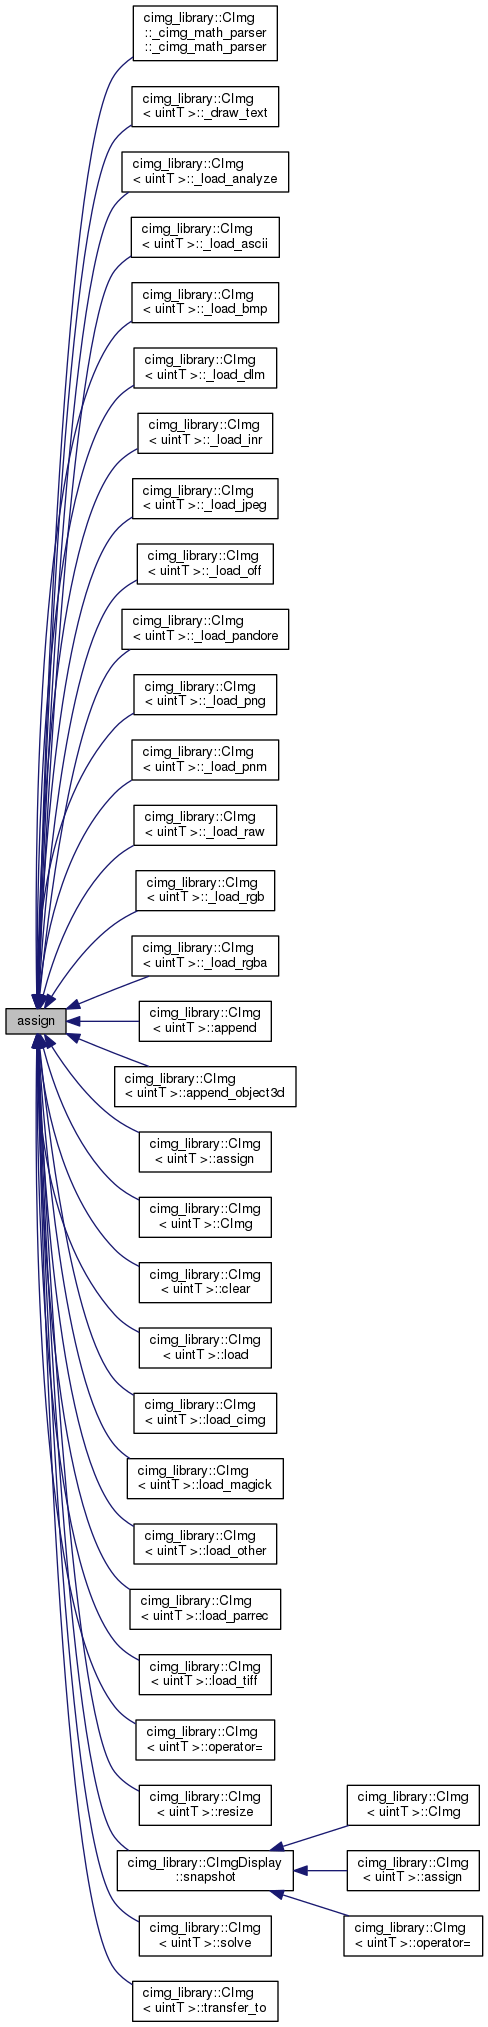 cimg_library::CImg
::_cimg_math_parser
::_cimg_math_parser
cimg_library::CImg
< uintT >::_draw_text
cimg_library::CImg
< uintT >::_load_analyze
cimg_library::CImg
< uintT >::_load_ascii
cimg_library::CImg
< uintT >::_load_bmp
cimg_library::CImg
< uintT >::_load_dlm
cimg_library::CImg
< uintT >::_load_inr
cimg_library::CImg
< uintT >::_load_jpeg
cimg_library::CImg
< uintT >::_load_off
cimg_library::CImg
< uintT >::_load_pandore
cimg_library::CImg
< uintT >::_load_png
cimg_library::CImg
< uintT >::_load_pnm
cimg_library::CImg
< uintT >::_load_raw
cimg_library::CImg
< uintT >::_load_rgb
cimg_library::CImg
< uintT >::_load_rgba
assign
cimg_library::CImg
< uintT >::append
cimg_library::CImg
< uintT >::append_object3d
cimg_library::CImg
< uintT >::assign
cimg_library::CImg
< uintT >::CImg
cimg_library::CImg
< uintT >::clear
cimg_library::CImg
< uintT >::load
cimg_library::CImg
< uintT >::load_cimg
cimg_library::CImg
< uintT >::load_magick
cimg_library::CImg
< uintT >::load_other
cimg_library::CImg
< uintT >::load_parrec
cimg_library::CImg
< uintT >::load_tiff
cimg_library::CImg
< uintT >::operator=
cimg_library::CImg
< uintT >::resize
cimg_library::CImgDisplay
::snapshot
cimg_library::CImg
< uintT >::CImg
cimg_library::CImg
< uintT >::assign
cimg_library::CImg
< uintT >::operator=
cimg_library::CImg
< uintT >::solve
cimg_library::CImg
< uintT >::transfer_to